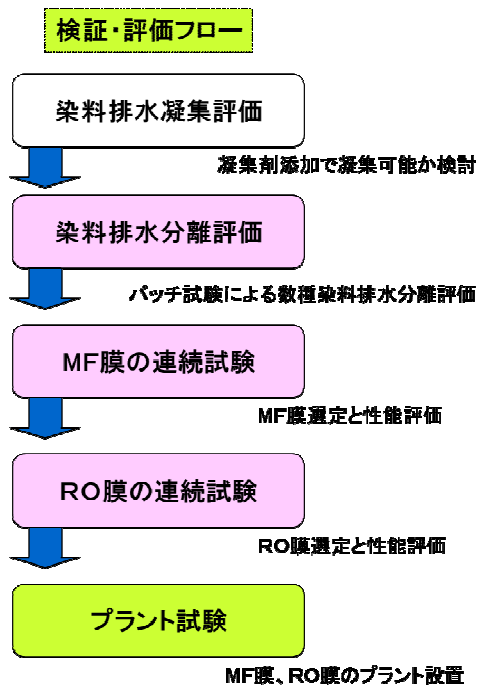 検証・評価フロー
染料排水凝集評価
凝集剤添加で凝集可能か検討
染料排水分離評価
バッチ試験による数種染料排水分離評価
MF膜の連続試験
MF膜選定と性能評価
RO膜の連続試験
RO膜選定と性能評価
プラント試験
MF膜、RO膜のプラント設置